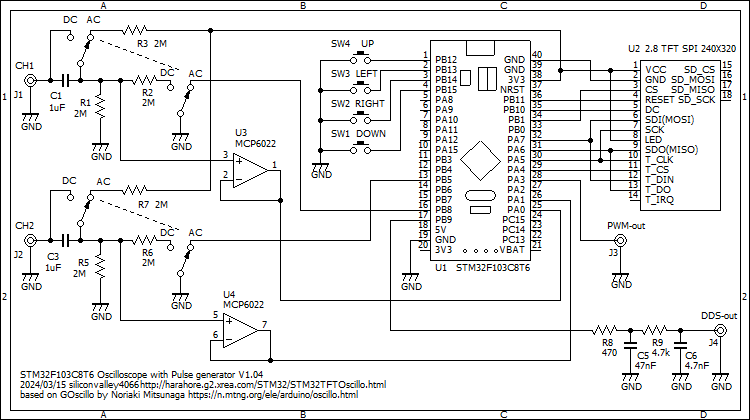 A B C D
DC AC
R3 2M
CH1
J1
GND
C1
1uF
R1
2M
GND
R2
2M
DC
AC
GND
U3
MCP6022
3
2
1
DC AC
R7 2M
CH2
J2
GND
C3
1uF
R5
2M
GND
R6
2M
DC
AC
GND
U4
MCP6022
5
6
7
SW4 UP
SW3 LEFT
SW2 RIGHT
SW1 DOWN
GND
1 PB12
2 PB13
3 PB14
4 PB15
5 PA8
6 PA9
7 PA10
8 PA11
9 PA12
10 PA15
11 PB3
12 PB4
13 PB5
14 PB6
15 PB7
16 PB8
17 PB9
18 5V
19 GND
20 3V3
GND 40
GND 39
3V3 38
NRST 37
PB11 36
PB10 35
PB1 34
PB0 33
PA7 32
PA6 31
PA5 30
PA4 29
PA3 28
PA2 27
PA1 26
PA0 25
PC15 24
PC14 23
PC13 22
VBAT 21
U1 STM32F103C8T6
GND
U2 2.8 TFT SPI 240X320
1 VCC
2 GND
3 CS
4 RESET
5 DC
6 SDI(MOSI)
7 SCK
8 LED
9 SDO(MISO)
10 T_CLK
11 T_CS
12 T_DIN
13 T_DO
14 T_IRQ
SD_CS 15
SD_MOSI 16
SD_MISO 17
SD_SCK 18
PWM-out
J3
GND
DDS-out
J4
GND
R8
470
R9
4.7k
C5
47nF
GND
C6
4.7nF
GND
1 1
2 2
STM32F103C8T6 Oscilloscope with Pulse generator V1.04
2024/03/15 siliconvalley4066http://harahore.g2.xrea.com/STM32/STM32TFTOscillo.html
based on GOscillo by Noriaki Mitsunaga https://n.mtng.org/ele/arduino/oscillo.html
A B C D